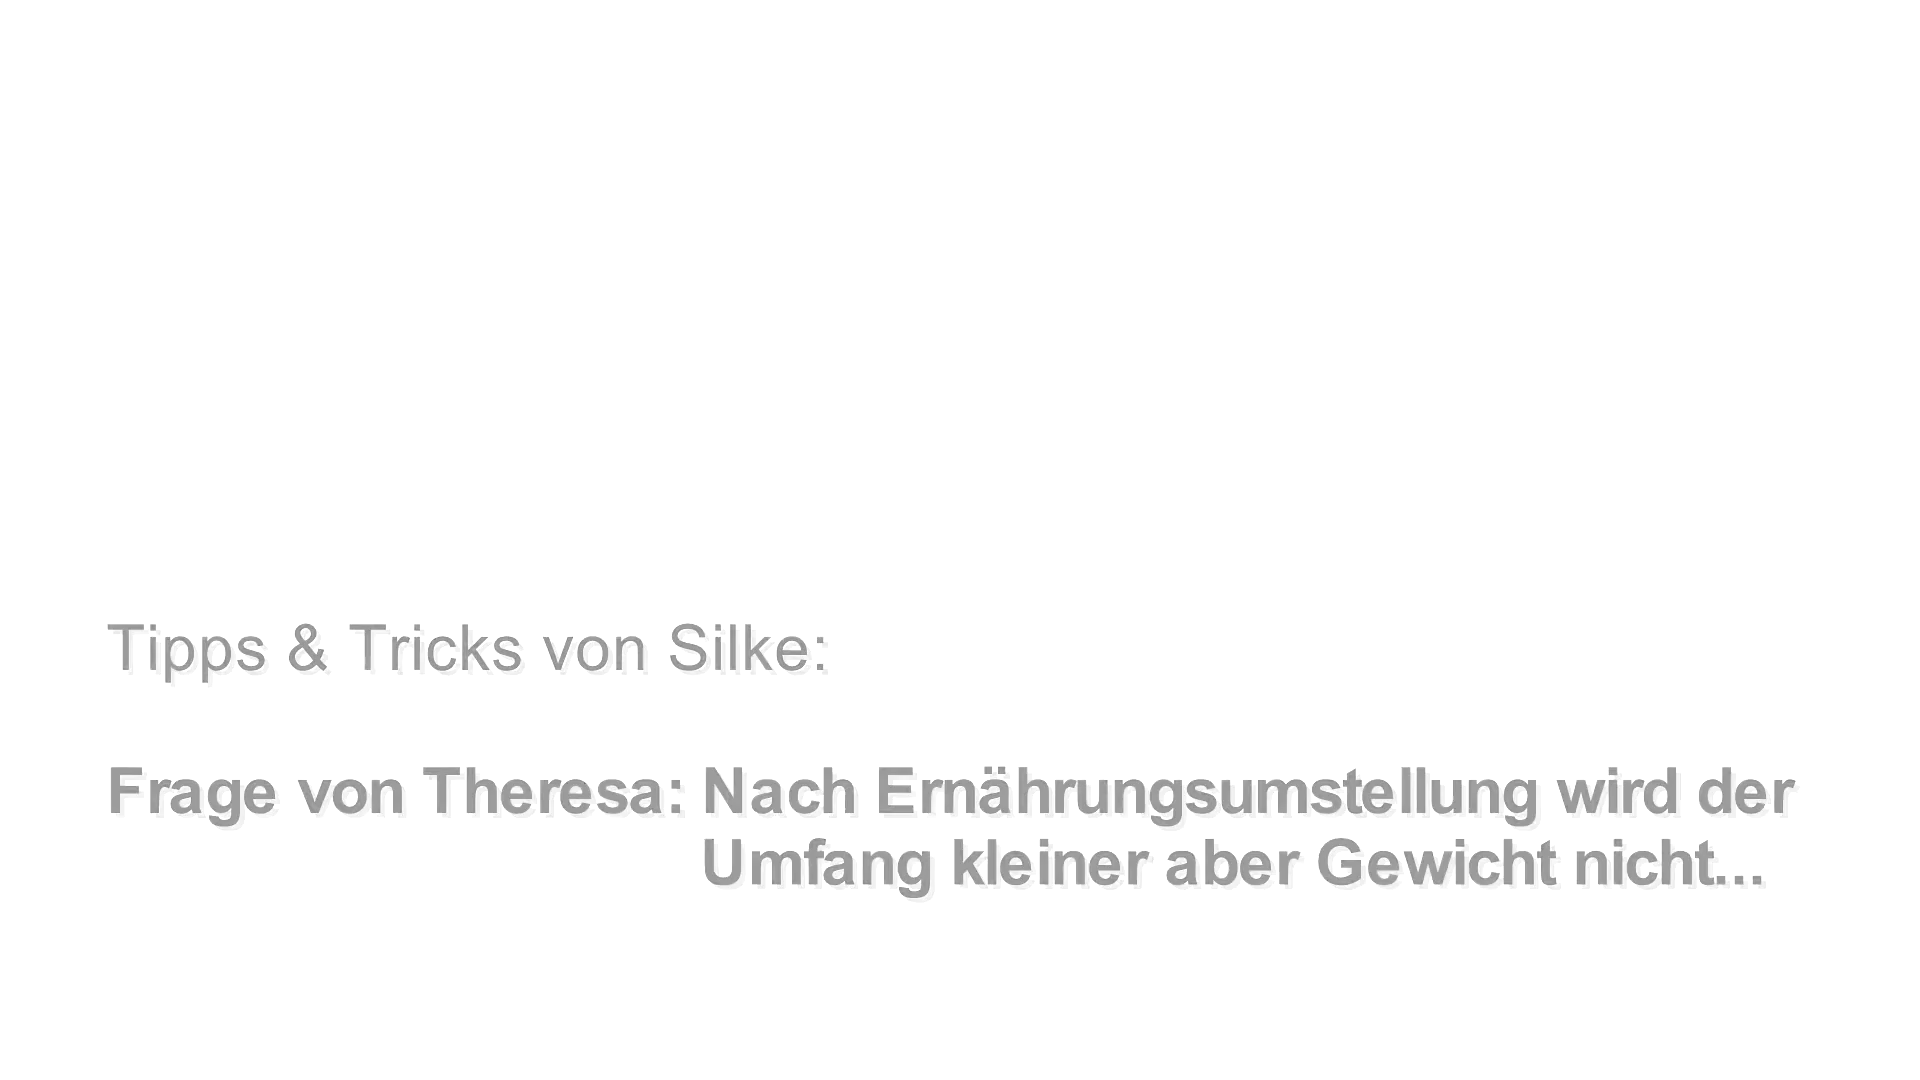 Tipps & Tricks von Silke:
Frage von Theresa: Nach Ernährungsumstellung wird der
Umfang kleiner aber Gewicht nicht...